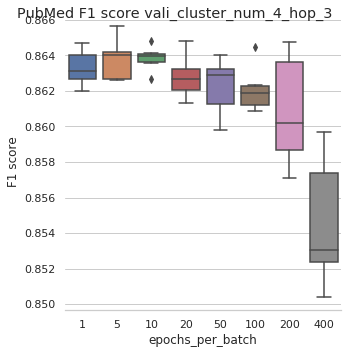 PubMed F1 score vali_cluster_num_4_hop_3
0.866
0.864
0.862
0.860
0.858
0.856
0.854
0.852
0.850
F1 score
1 5 10 20 50 100 200 400
epochs_per_batch